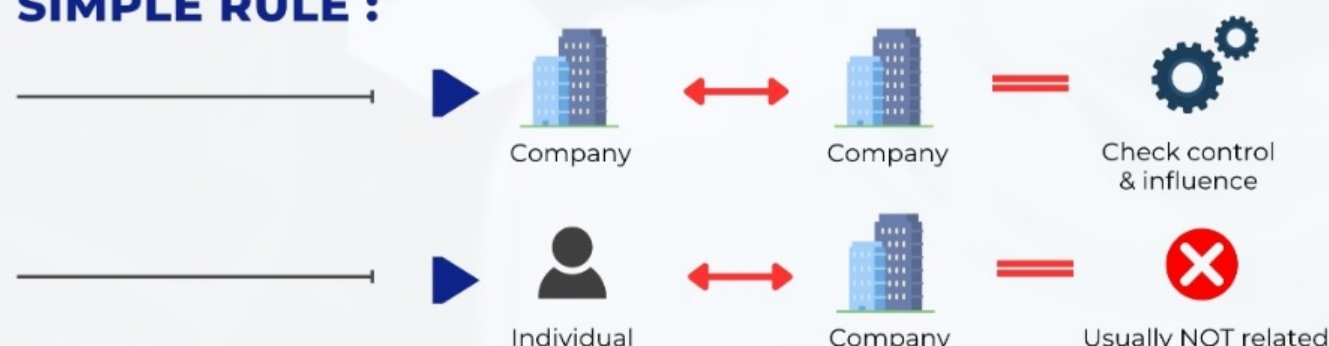 SIMPLE RULE :
Company
Company
Check control
& influence
Individual
Company
Usually NOT related